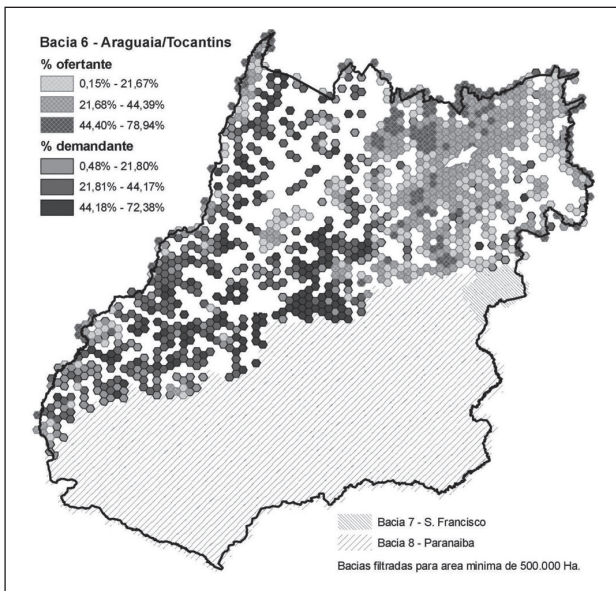 Bacia 6 - Araguaia/Tocantins
% ofertante
0,15% - 21,67%
21,68% - 44,39%
44,40% - 78,94%
% demandante
0,48% - 21,80%
21,81% - 44,17%
44,18% - 72,38%
Bacia 7 - S. Francisco
Bacia 8 - Paranaiba
Bacias filtradas para area minima de 500.000 Ha.